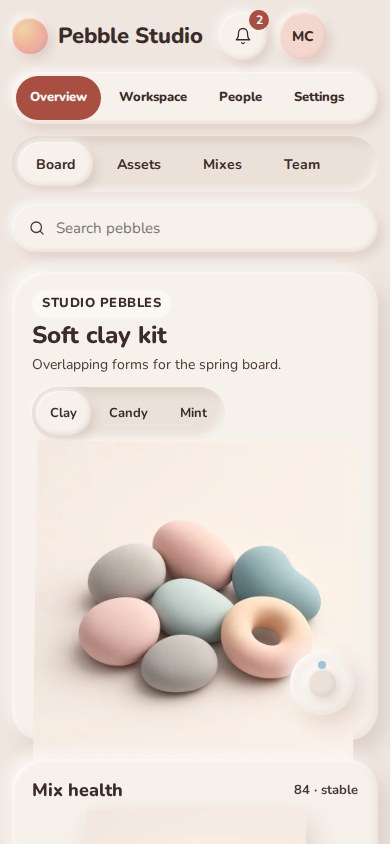 Pebble Studio
2
MC
Overview Workspace People Settings
Board Assets Mixes Team
Search pebbles
STUDIO PEBBLES
Soft clay kit
Overlapping forms for the spring board.
Clay Candy Mint
Mix health 84 · stable